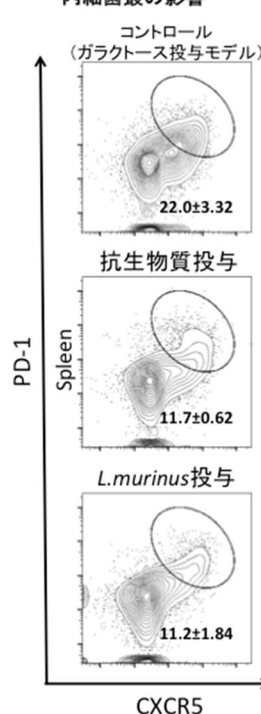 コントロール
(ガラクトース投与モデル)
22.0±3.32
抗生物質投与
11.7±0.62
L.murinus投与
11.2±1.84
PD-1
Spleen
CXCR5